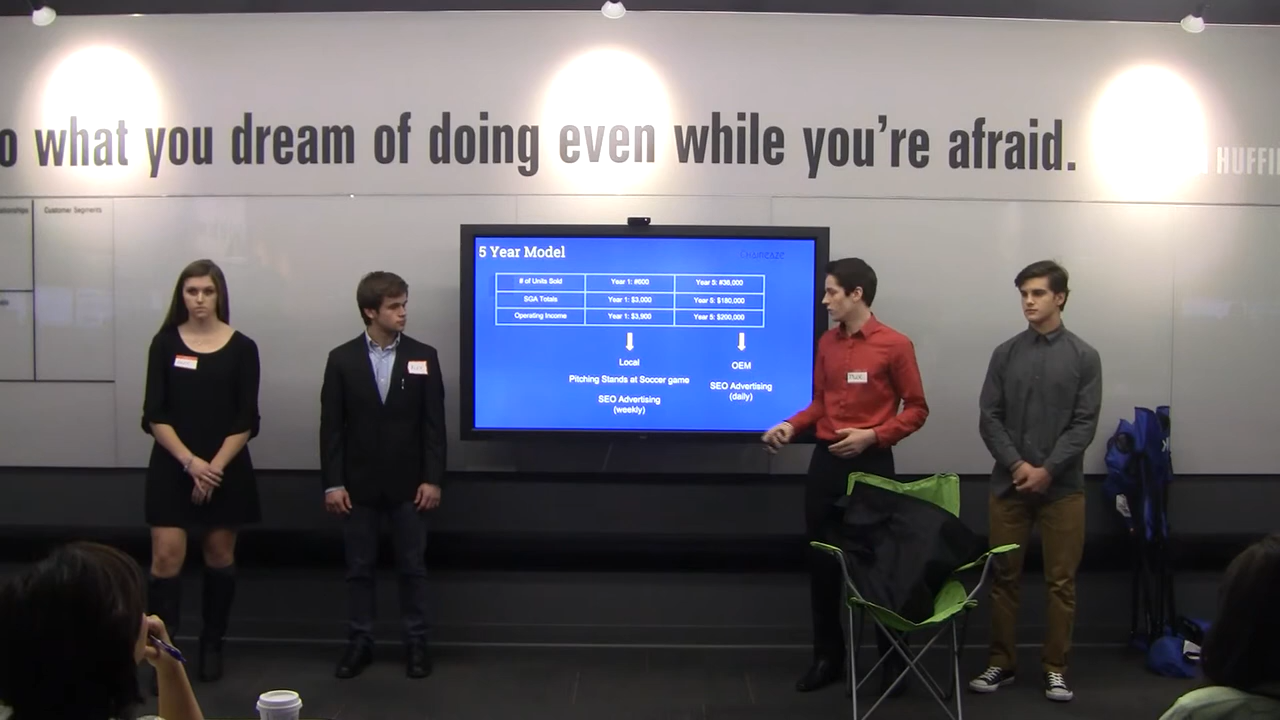 o what you dream of doing even while you're afraid.
HUFFI
Customer Segments
5 Year Model
# of Units Sold Year 1: #600 Year 5: #36,000
SGA Totals Year 1: $3,000 Year 5: $180,000
Operating Income Year 1: $3,900 Year 5: $200,000
Local
OEM
Pitching Stands at Soccer game
SEO Advertising
(weekly)
SEO Advertising
(daily)